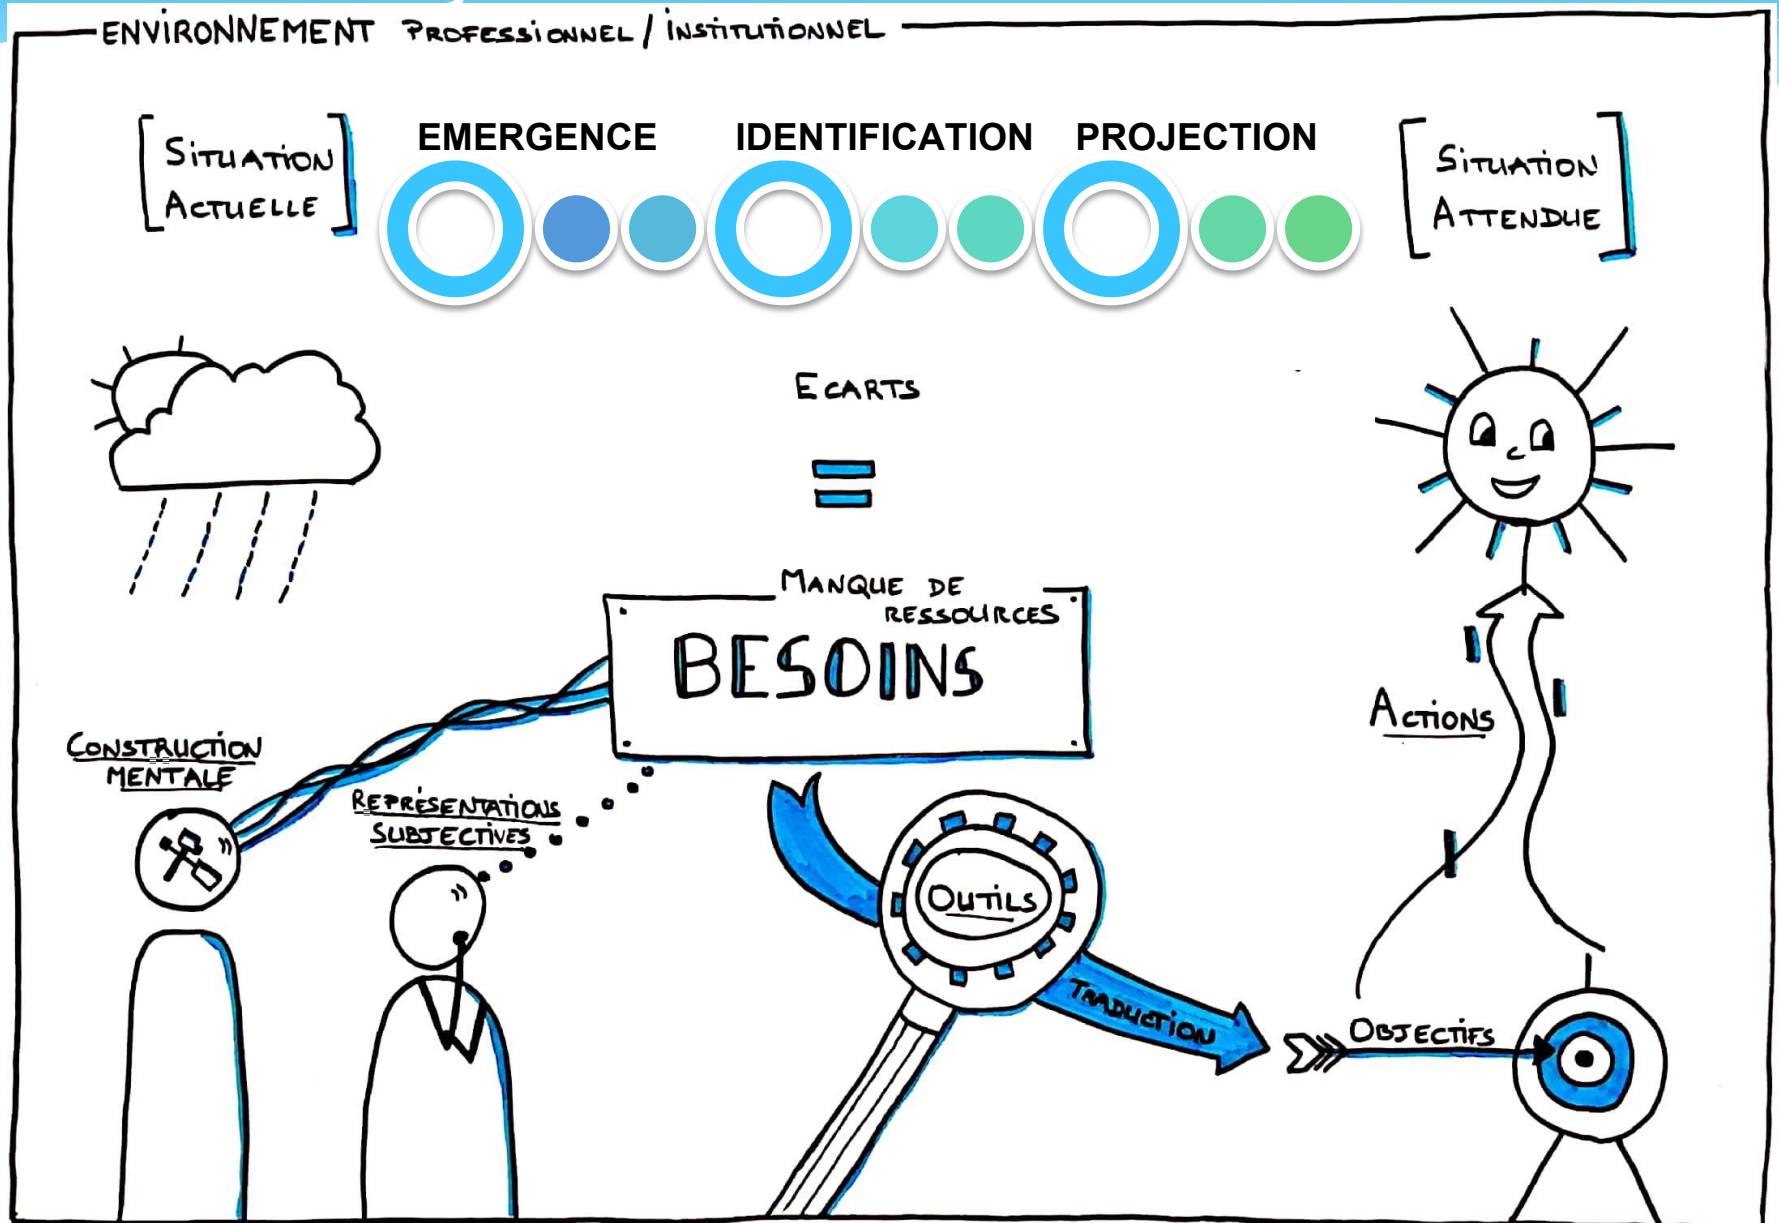 ENVIRONNEMENT PROFESSIONNEL / INSTITUTIONNEL
SITUATION
ACTUELLE
EMERGENCE
IDENTIFICATION
PROJECTION
SITUATION
ATTENDUE
ECARTS
=
MANQUE DE
RESSOURCES
BESOINS
CONSTRUCTION
MENTALE
REPRÉSENTATIONS
SUBJECTIVES
ACTIONS
OUTILS
TRADUCTION
OBJECTIFS